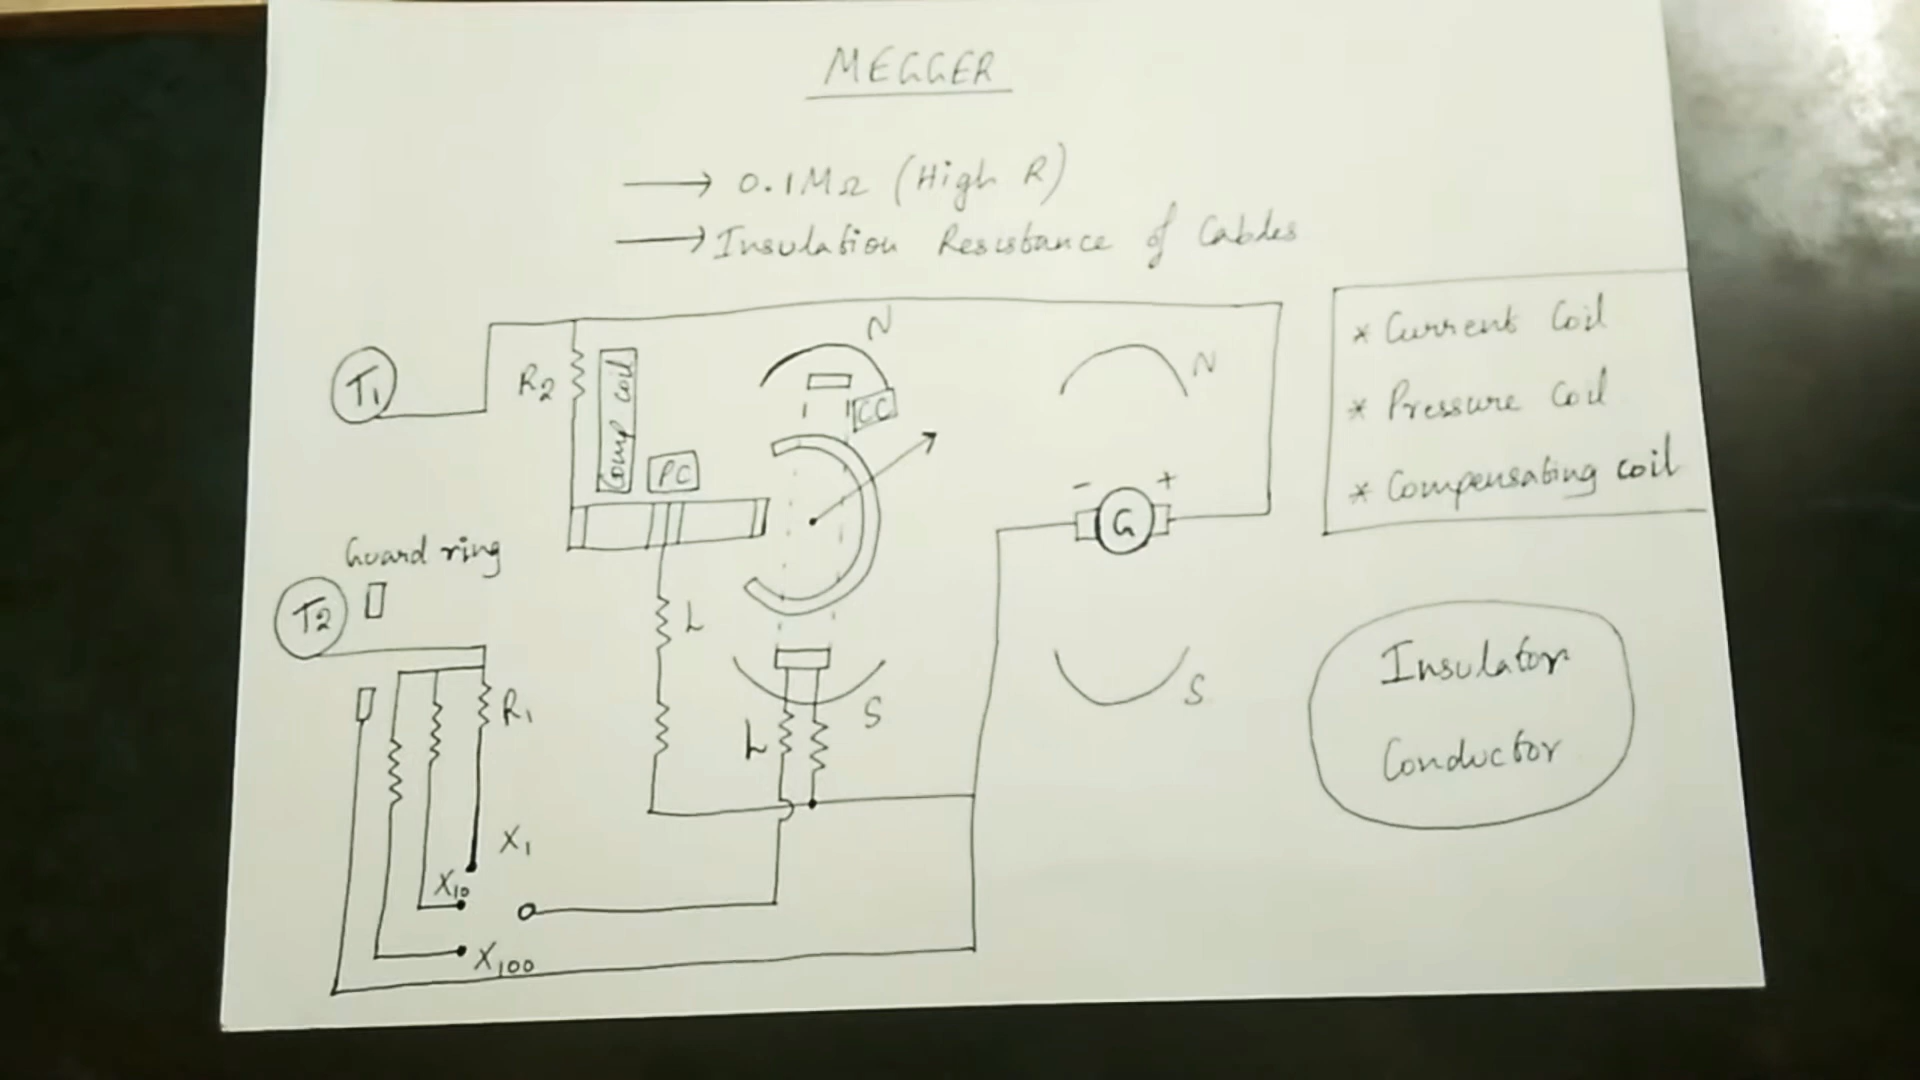 MEGGER
→ 0.1MΩ (High R)
→ Insulation Resistance of Cables
* Current Coil
* Pressure Coil
* Compensating coil
N
N
T1
R2
Comp coil
CC
PC
- +
G
Guard ring
T2
L
Insulator
Conductor
S
S
R1
L
X1
X10
X100